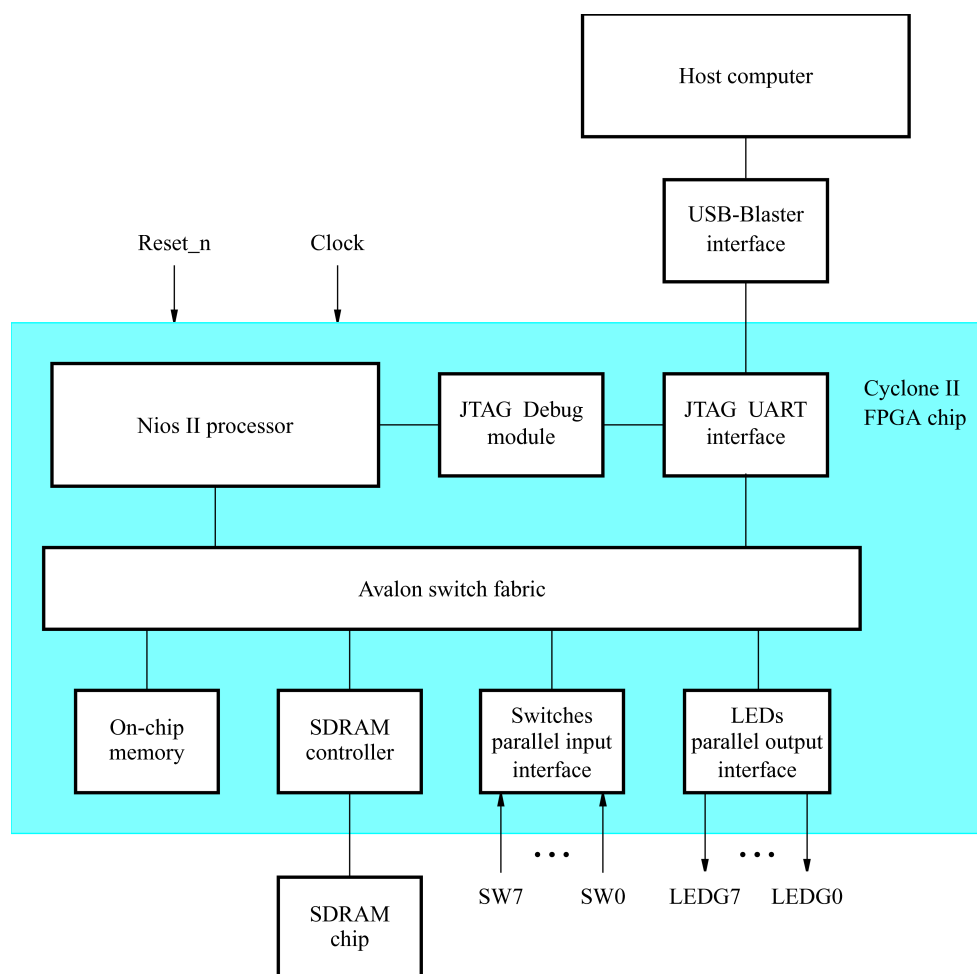 Host computer
USB-Blaster
interface
Reset_n
Clock
Cyclone II
FPGA chip
Nios II processor
JTAG Debug
module
JTAG UART
interface
Avalon switch fabric
On-chip
memory
SDRAM
controller
Switches
parallel input
interface
LEDs
parallel output
interface
SW7
SW0
LEDG7
LEDG0
SDRAM
chip